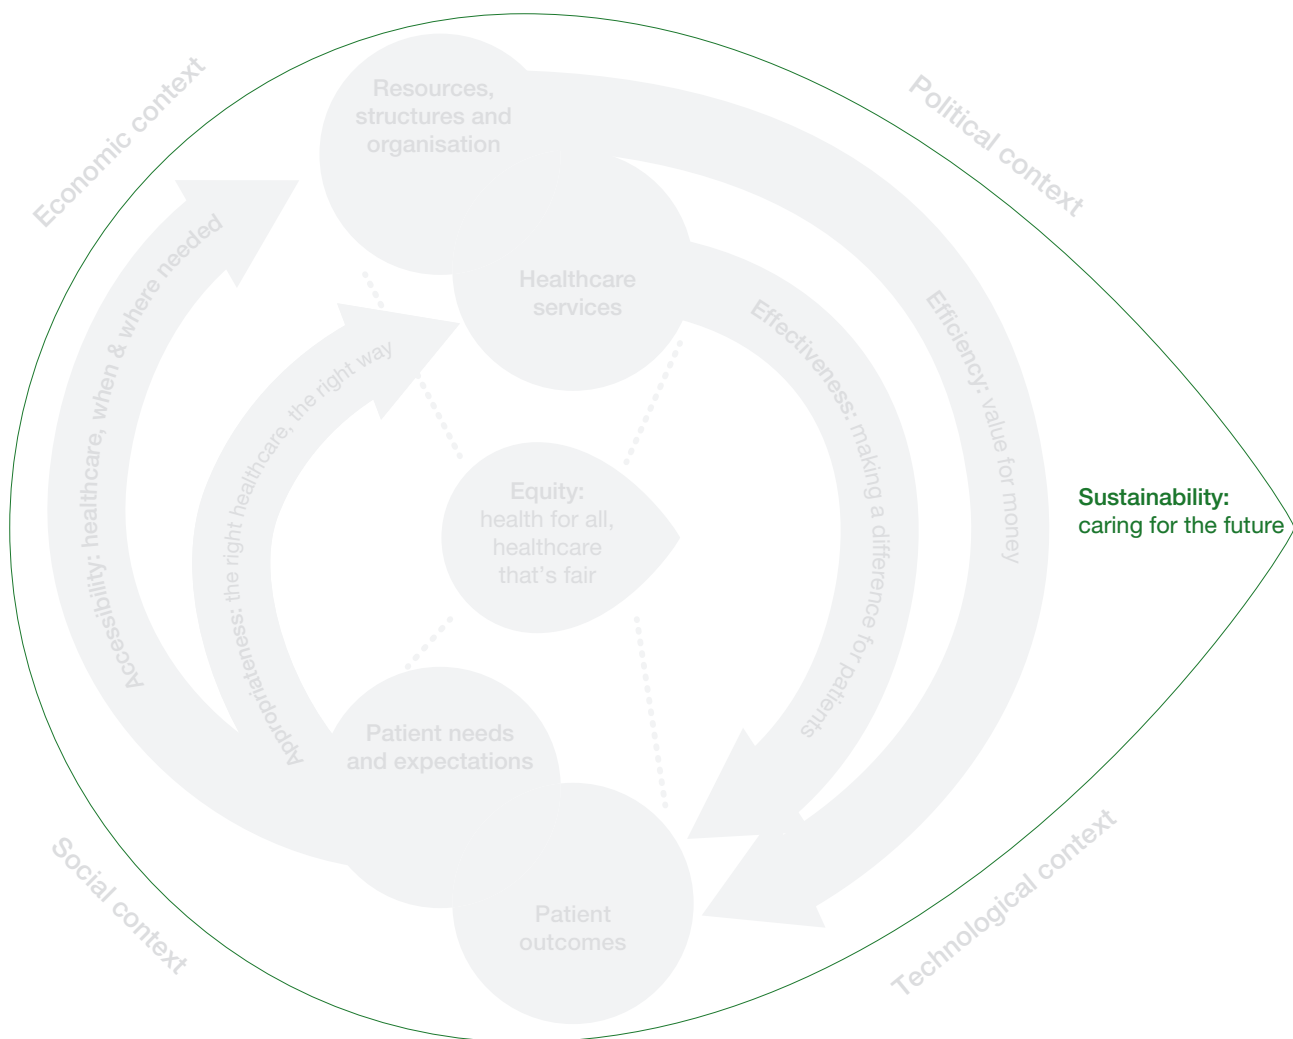 Economic context
Political context
Resources,
structures and
organisation
Healthcare
services
Accessibility: healthcare, when & where needed
Appropriateness: the right healthcare, the right way
Effectiveness: making a difference for patients
Efficiency: value for money
Equity:
health for all,
healthcare
that's fair
Sustainability:
caring for the future
Patient needs
and expectations
Patient
outcomes
Social context
Technological context